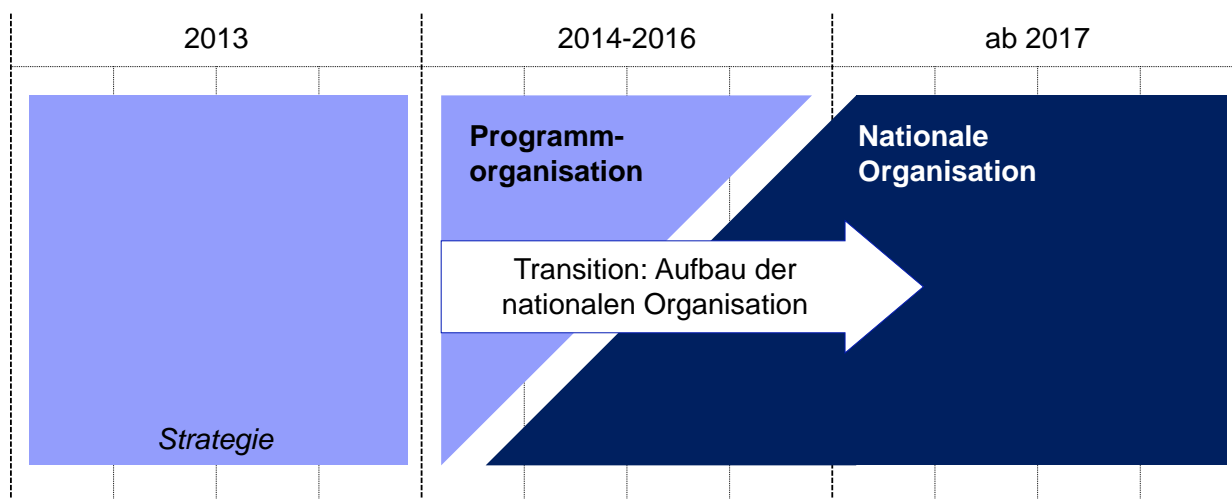 2013
2014-2016
ab 2017
Programm-
organisation
Nationale
Organisation
Transition: Aufbau der
nationalen Organisation
Strategie